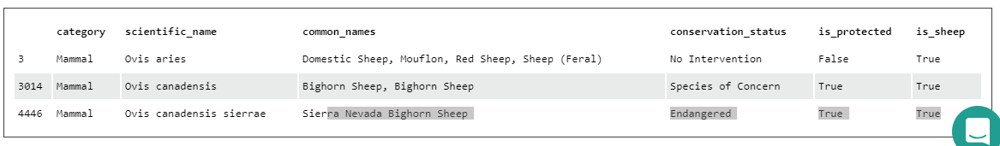 category scientific_name common_names conservation_status is_protected is_sheep
3 Mammal Ovis aries Domestic Sheep, Mouflon, Red Sheep, Sheep (Feral) No Intervention False True
3014 Mammal Ovis canadensis Bighorn Sheep, Bighorn Sheep Species of Concern True True
4446 Mammal Ovis canadensis sierrae Sierra Nevada Bighorn Sheep Endangered True True